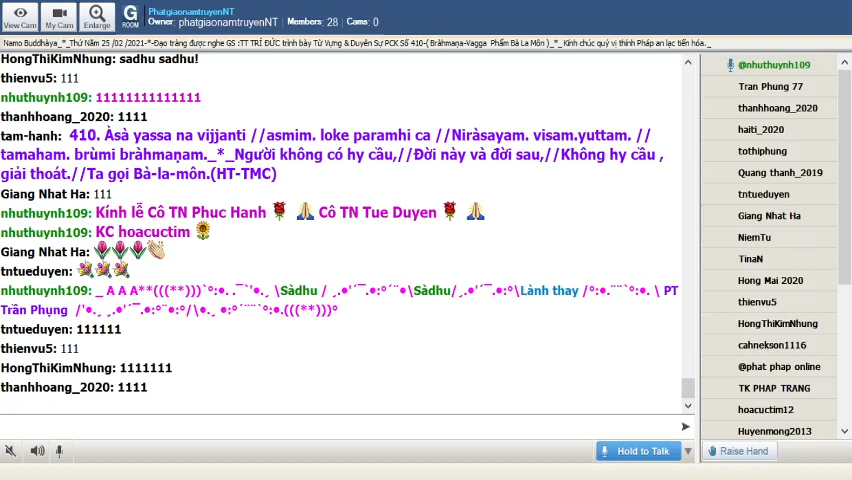 View Cam
My Cam
Enlarge
G
ROOM
PhatgiaonamtruyenNT
Owner: phatgiaonamtruyenNT Members: 28 Cams: 0
Namo Buddhàya_*_Thứ Năm 25 /02 /2021-*-Đạo tràng được nghe GS :TT TRÍ ĐỨC trình bày Từ Vựng & Duyên Sự PCK Số 410-( Bràhmaṇa-Vagga Phẩm Bà La Môn )_*_ Kính chúc quý vị thính Pháp an lạc tiến hóa._
HongThiKimNhung: sadhu sadhu!
thienvu5: 111
nhuthuynh109: 11111111111111
thanhhoang_2020: 1111
tam-hanh: 410. Àsà yassa na vijjanti //asmim. loke paramhi ca //Niràsayam. visam.yuttam. //
tamaham. brùmi bràhmaṇam._*_Người không có hy cầu,//Đời này và đời sau,//Không hy cầu ,
giải thoát.//Ta gọi Bà-la-môn.(HT-TMC)
Giang Nhat Ha: 111
nhuthuynh109: Kính lễ Cô TN Phuc Hanh 🌹 🙏 Cô TN Tue Duyen 🌹 🙏
nhuthuynh109: KC hoacuctim 🌻
Giang Nhat Ha: 🌷🌷🌷👏
tntueduyen: 💐💐💐
nhuthuynh109: _ A A A**(((**)))`°:•. .¯`'•.¸ \Sàdhu / ¸.•'´¯.•:°´¨•\Sàdhu/¸.•'´¯.•:°\Lành thay /°:•.¨¨`°:•. \ PT
Trần Phụng /'•.¸ ¸.•'´¯.•:°¨•:°/\•.¸ •:°´¨¨`°:•.(((**)))°
tntueduyen: 111111
thienvu5: 111
HongThiKimNhung: 1111111
thanhhoang_2020: 1111
Hold to Talk
@nhuthuynh109
Tran Phung 77
thanhhoang_2020
haiti_2020
tothiphung
Quang thanh_2019
tntueduyen
Giang Nhat Ha
NiemTu
TinaN
Hong Mai 2020
thienvu5
HongThiKimNhung
cahnekson1116
@phat phap online
TK PHAP TRANG
hoacuctim12
Huyenmong2013
Raise Hand